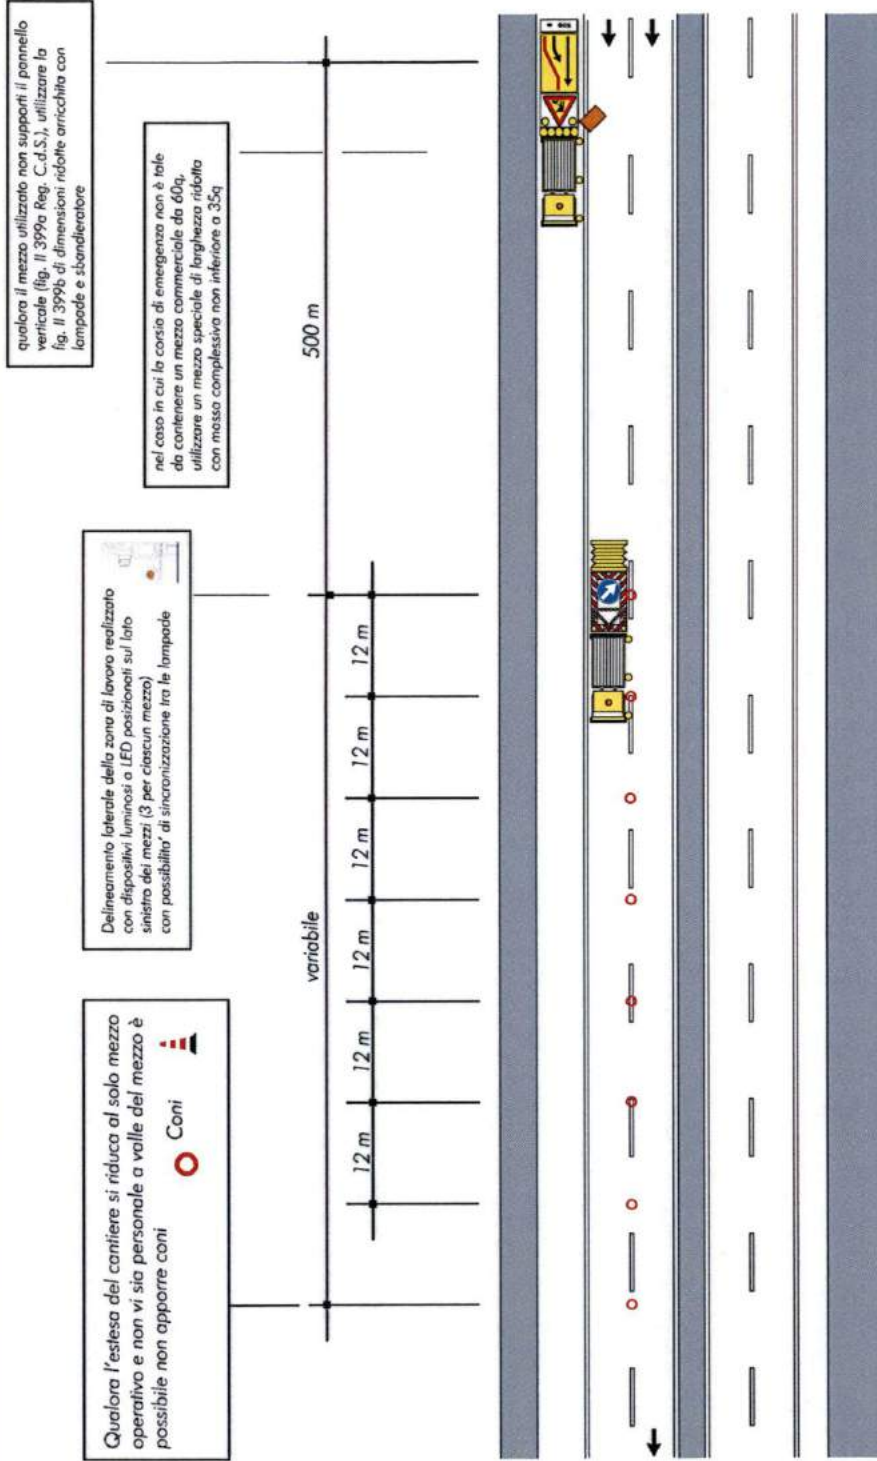 qualora il mezzo utilizzato non supporti il pannello
verticale (fig. II 399a Reg. C.d.S.), utilizzare la
fig. II 399b di dimensioni ridotte arricchita con
lampade e sbandieratore
nel caso in cui la corsia di emergenza non è tale
da contenere un mezzo commerciale da 60q,
utilizzare un mezzo speciale di larghezza ridotta
con massa complessiva non inferiore a 35q
Delineamento laterale della zona di lavoro realizzato
con dispositivi luminosi a LED posizionati sul lato
sinistro dei mezzi (3 per ciascun mezzo)
con possibilita' di sincronizzazione tra le lampade
Qualora l'estesa del cantiere si riduca al solo mezzo
operativo e non vi sia personale a valle del mezzo è
possibile non apporre coni
Coni
500 m
variabile
12 m
12 m
12 m
12 m
12 m
12 m